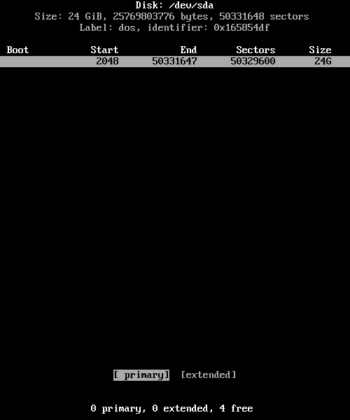 Disk: /dev/sda
Size: 24 GiB, 25769803776 bytes, 50331648 sectors
Label: dos, identifier: 0x165854df
Boot Start End Sectors Size
2048 50331647 50329600 24G
[ primary] [extended]
0 primary, 0 extended, 4 free